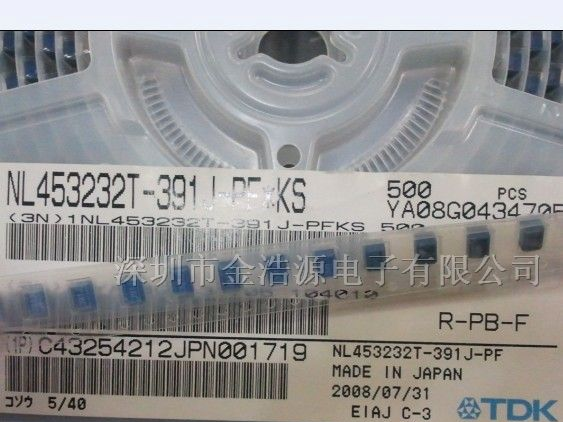 NL453232T-391J-PF*KS
500 PCS
(3N)1NL453232T-391J-PFKS 500
深圳市金浩源电子有限公司
104010
R-PB-F
(1P)C43254212JPN001719
NL453232T-391J-PF
MADE IN JAPAN
2008/07/31
コソウ 5/40
EIAJ C-3
TDK